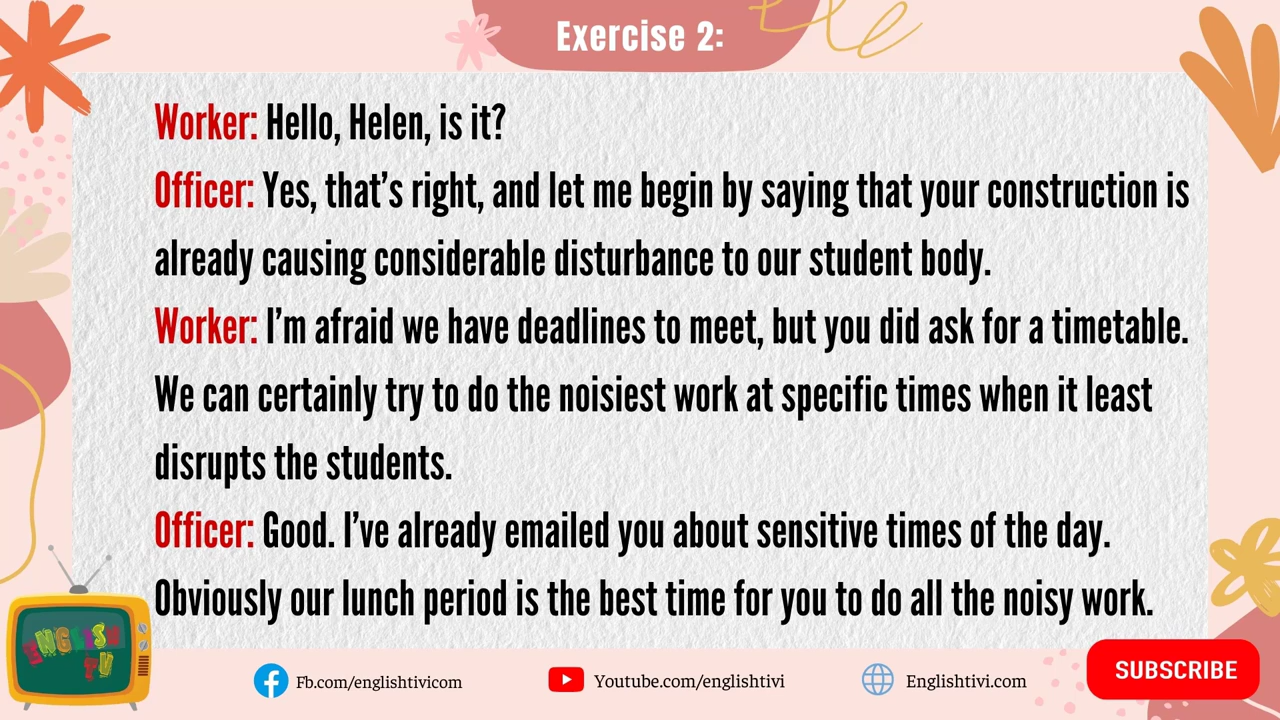 Exercise 2:
Worker: Hello, Helen, is it?
Officer: Yes, that’s right, and let me begin by saying that your construction is
already causing considerable disturbance to our student body.
Worker: I’m afraid we have deadlines to meet, but you did ask for a timetable.
We can certainly try to do the noisiest work at specific times when it least
disrupts the students.
Officer: Good. I’ve already emailed you about sensitive times of the day.
Obviously our lunch period is the best time for you to do all the noisy work.
ENGLISH
TV
Fb.com/englishtivicom
Youtube.com/englishtivi
Englishtivi.com
SUBSCRIBE